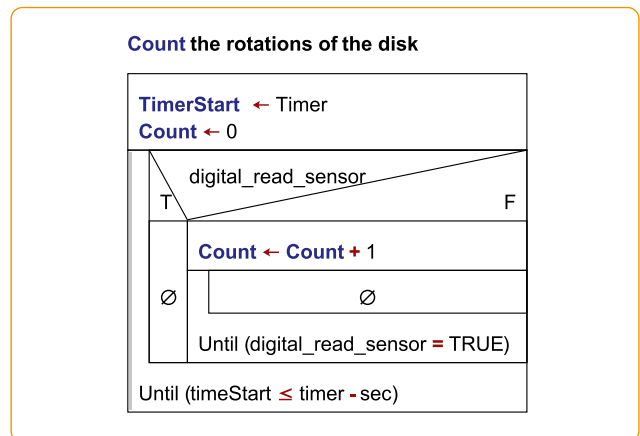 Count the rotations of the disk
TimerStart ← Timer
Count ← 0
digital_read_sensor
T F
Count ← Count + 1
∅ ∅
Until (digital_read_sensor = TRUE)
Until (timeStart ≤ timer - sec)